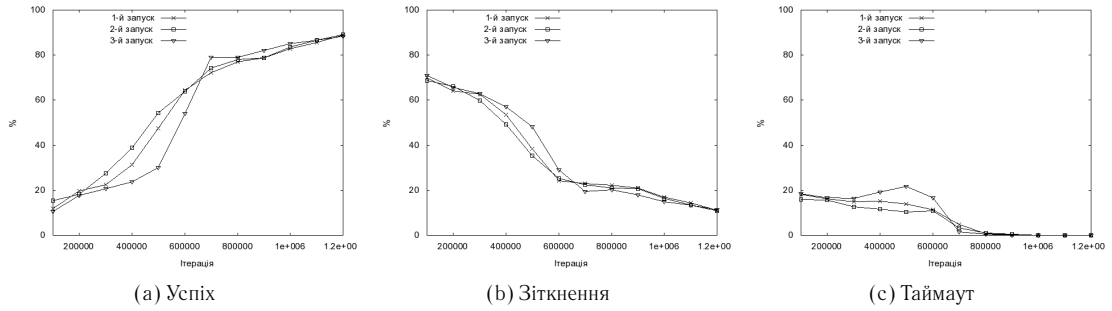 1-й запуск
2-й запуск
3-й запуск
100
80
60
40
20
0
%
200000 400000 600000 800000 1e+006 1.2e+00
Ітерація
(a) Успіх
1-й запуск
2-й запуск
3-й запуск
100
80
60
40
20
0
%
200000 400000 600000 800000 1e+006 1.2e+00
Ітерація
(b) Зіткнення
1-й запуск
2-й запуск
3-й запуск
100
80
60
40
20
0
%
200000 400000 600000 800000 1e+006 1.2e+00
Ітерація
(c) Таймаут